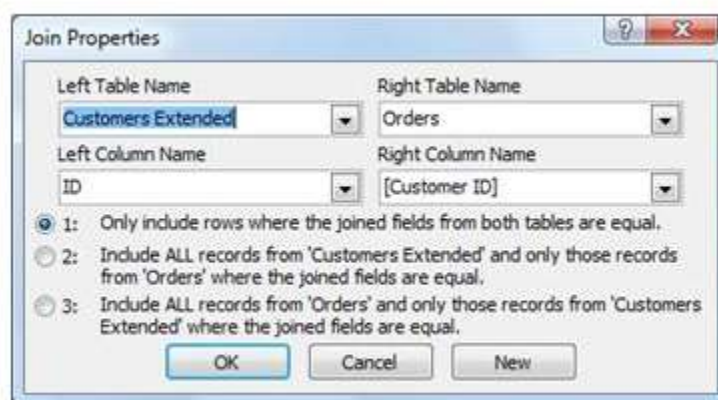 Join Properties
Left Table Name
Right Table Name
Customers Extended
Orders
Left Column Name
Right Column Name
ID
[Customer ID]
1: Only include rows where the joined fields from both tables are equal.
2: Include ALL records from 'Customers Extended' and only those records
from 'Orders' where the joined fields are equal.
3: Include ALL records from 'Orders' and only those records from 'Customers
Extended' where the joined fields are equal.
OK
Cancel
New